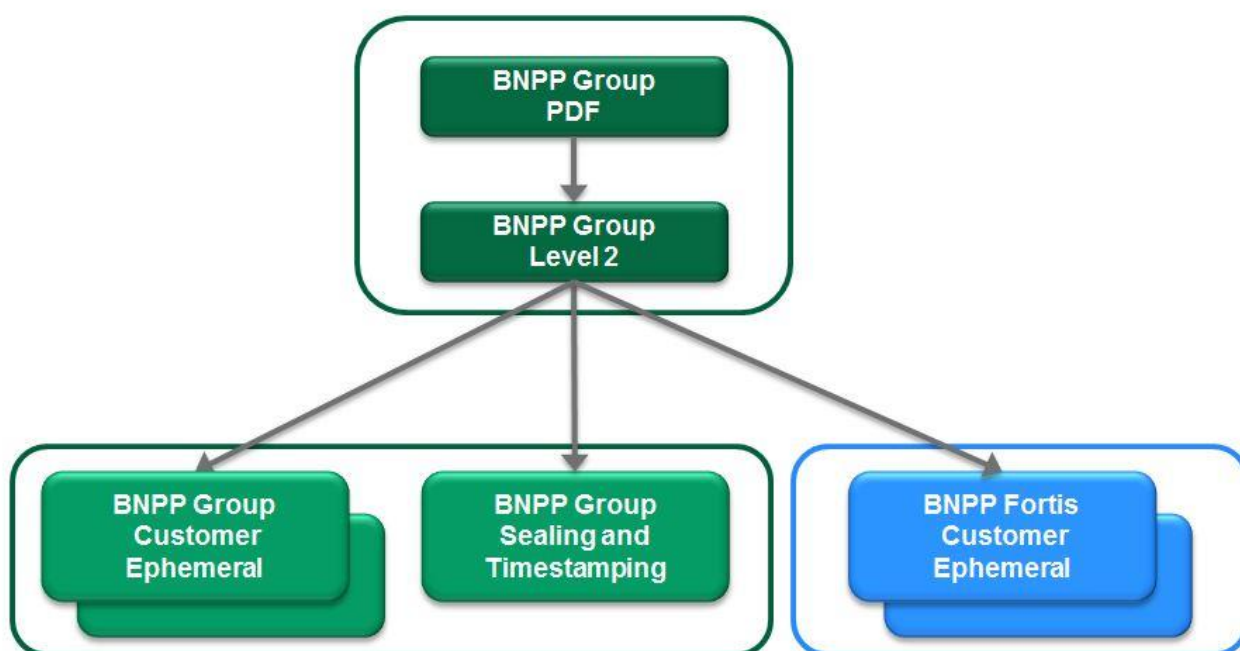 BNPP Group
PDF
BNPP Group
Level 2
BNPP Group
Customer
Ephemeral
BNPP Group
Sealing and
Timestamping
BNPP Fortis
Customer
Ephemeral